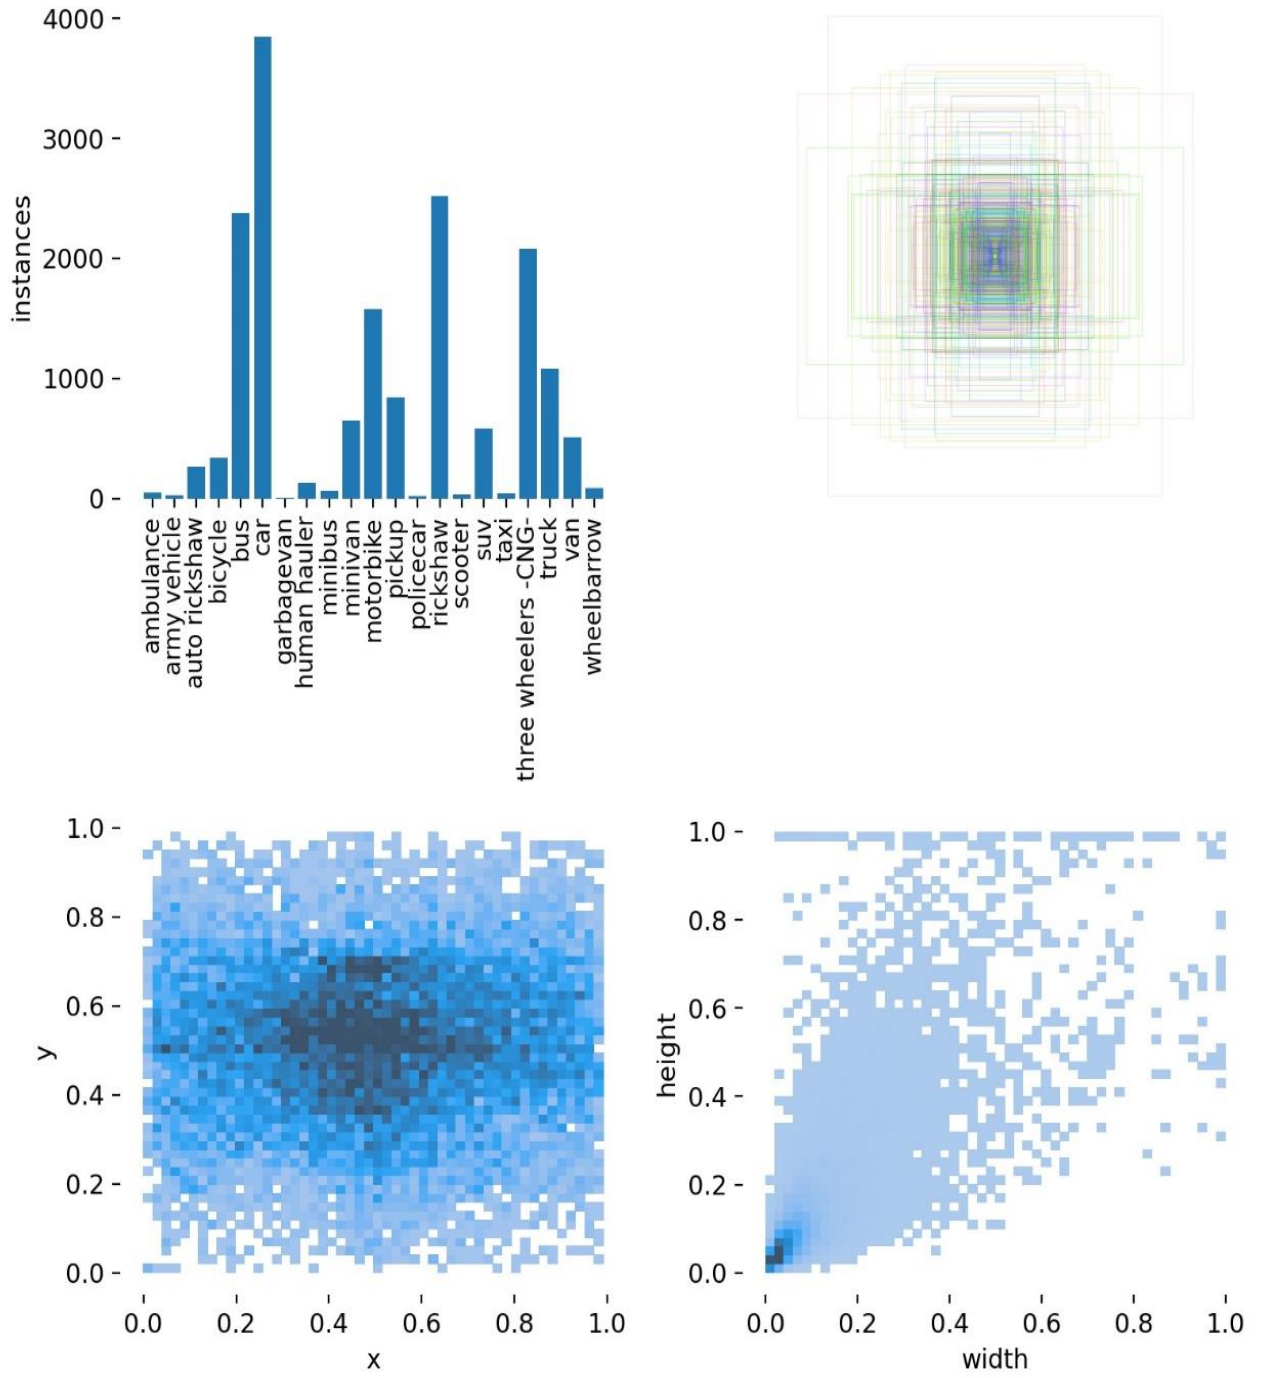 4000
3000
2000
1000
0
instances
ambulance
army vehicle
auto rickshaw
bicycle
bus
car
garbagevan
human hauler
minibus
minivan
motorbike
pickup
policecar
rickshaw
scooter
suv
taxi
three wheelers -CNG-
truck
van
wheelbarrow
1.0
0.8
0.6
0.4
0.2
0.0
y
0.0 0.2 0.4 0.6 0.8 1.0
x
1.0
0.8
0.6
0.4
0.2
0.0
height
0.0 0.2 0.4 0.6 0.8 1.0
width